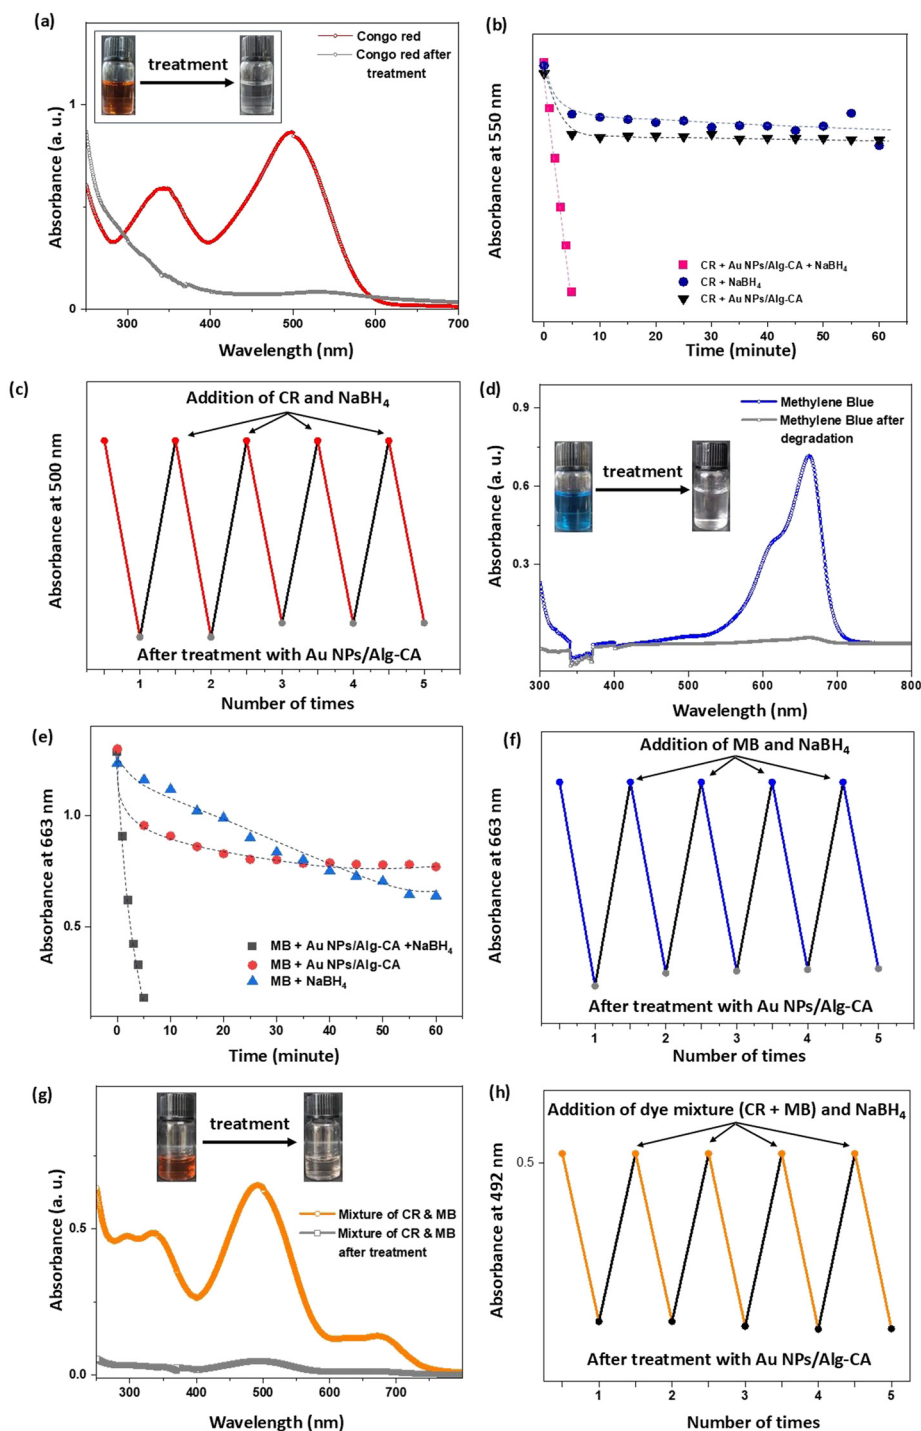 (a)
Congo red
Congo red after
treatment
treatment
1
0
Absorbance (a. u.)
300 400 500 600 700
Wavelength (nm)
(b)
Absorbance at 550 nm
CR + Au NPs/Alg-CA + NaBH₄
CR + NaBH₄
CR + Au NPs/Alg-CA
0 10 20 30 40 50 60
Time (minute)
(c)
Addition of CR and NaBH₄
Absorbance at 500 nm
After treatment with Au NPs/Alg-CA
1 2 3 4 5
Number of times
(d)
Methylene Blue
Methylene Blue after
degradation
treatment
0.9
0.6
0.3
Absorbance (a. u.)
300 400 500 600 700 800
Wavelength (nm)
(e)
Absorbance at 663 nm
1.0
0.5
MB + Au NPs/Alg-CA +NaBH₄
MB + Au NPs/Alg-CA
MB + NaBH₄
0 10 20 30 40 50 60
Time (minute)
(f)
Addition of MB and NaBH₄
Absorbance at 663 nm
After treatment with Au NPs/Alg-CA
1 2 3 4 5
Number of times
(g)
treatment
Mixture of CR & MB
Mixture of CR & MB
after treatment
0.5
0.0
Absorbance (a. u.)
300 400 500 600 700
Wavelength (nm)
(h)
Addition of dye mixture (CR + MB) and NaBH₄
0.5
Absorbance at 492 nm
After treatment with Au NPs/Alg-CA
1 2 3 4 5
Number of times